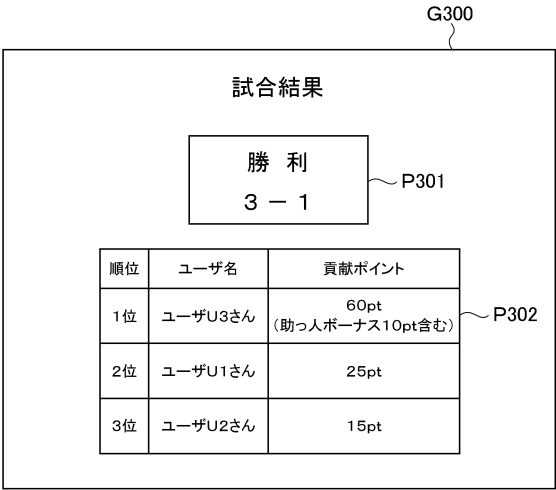 G300
試合結果
勝 利
3 － 1
P301
順位 ユーザ名 貢献ポイント
1位 ユーザU3さん 60pt
(助っ人ボーナス10pt含む)
P302
2位 ユーザU1さん 25pt
3位 ユーザU2さん 15pt